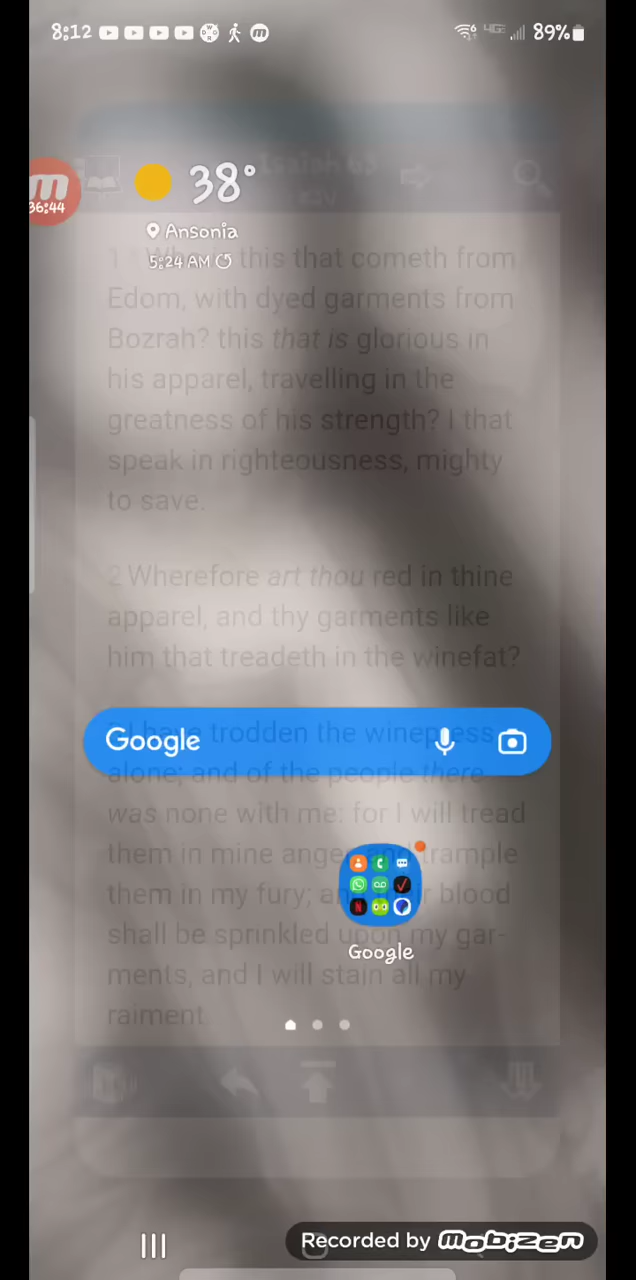 8:12 89%
38°
36:44
Ansonia
5:24 AM
Isaiah 63
KJV
1 Who is this that cometh from
Edom, with dyed garments from
Bozrah? this that is glorious in
his apparel, travelling in the
greatness of his strength? I that
speak in righteousness, mighty
to save.
2 Wherefore art thou red in thine
apparel, and thy garments like
him that treadeth in the winefat?
3 I have trodden the winepress
Google
alone; and of the people there
was none with me: for I will tread
them in mine anger, and trample
them in my fury; and their blood
shall be sprinkled upon my gar-
Google
ments, and I will stain all my
raiment.
Recorded by mobizen